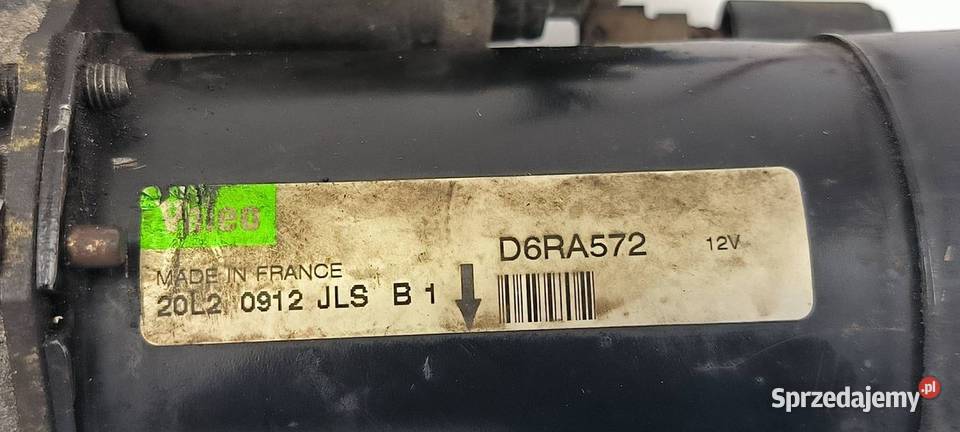 Valeo
D6RA572 12V
MADE IN FRANCE
20L2 0912 JLS B 1
Sprzedajemy.pl